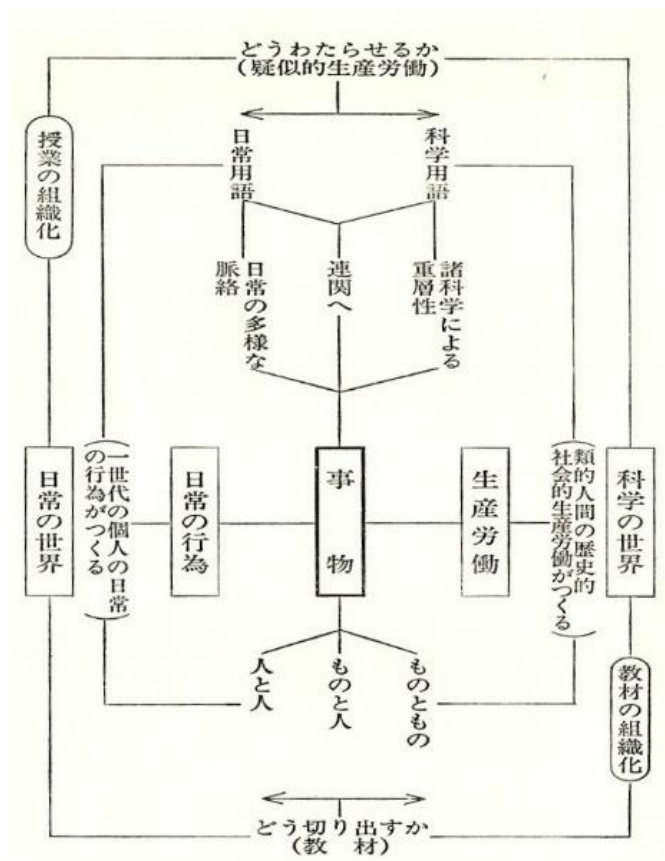 どうわたらせるか
(疑似的生産労働)
授業の組織化
日常用語
科学用語
日常の多様な
脈絡
連関へ
諸科学による
重層性
日常の世界
(一世代の個人の日常
の行為がつくる)
日常の行為
事物
生産労働
(類的人間の歴史的
社会的生産労働がつくる)
科学の世界
人と人
ものと人
ものともの
教材の組織化
どう切り出すか
(教材)